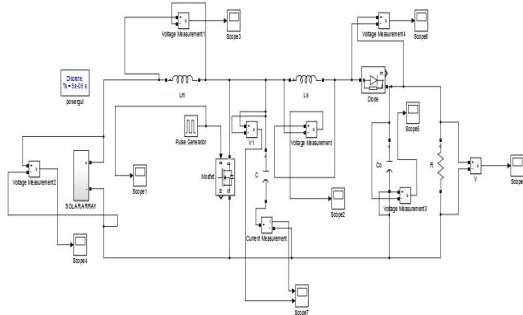 Voltage Measurement1
Scope3
Voltage Measurement4
Scope6
Discrete,
Ts = 5e-05 s
powergui
Lm
Ls
Diode
Pulse Generator
V1
Voltage Measurement
Scope5
Voltage Measurement2
SOLAR ARRAY
Scope1
Mosfet
C
Co
R
V
Scope
Scope2
Voltage Measurement3
Scope4
Current Measurement
Scope7